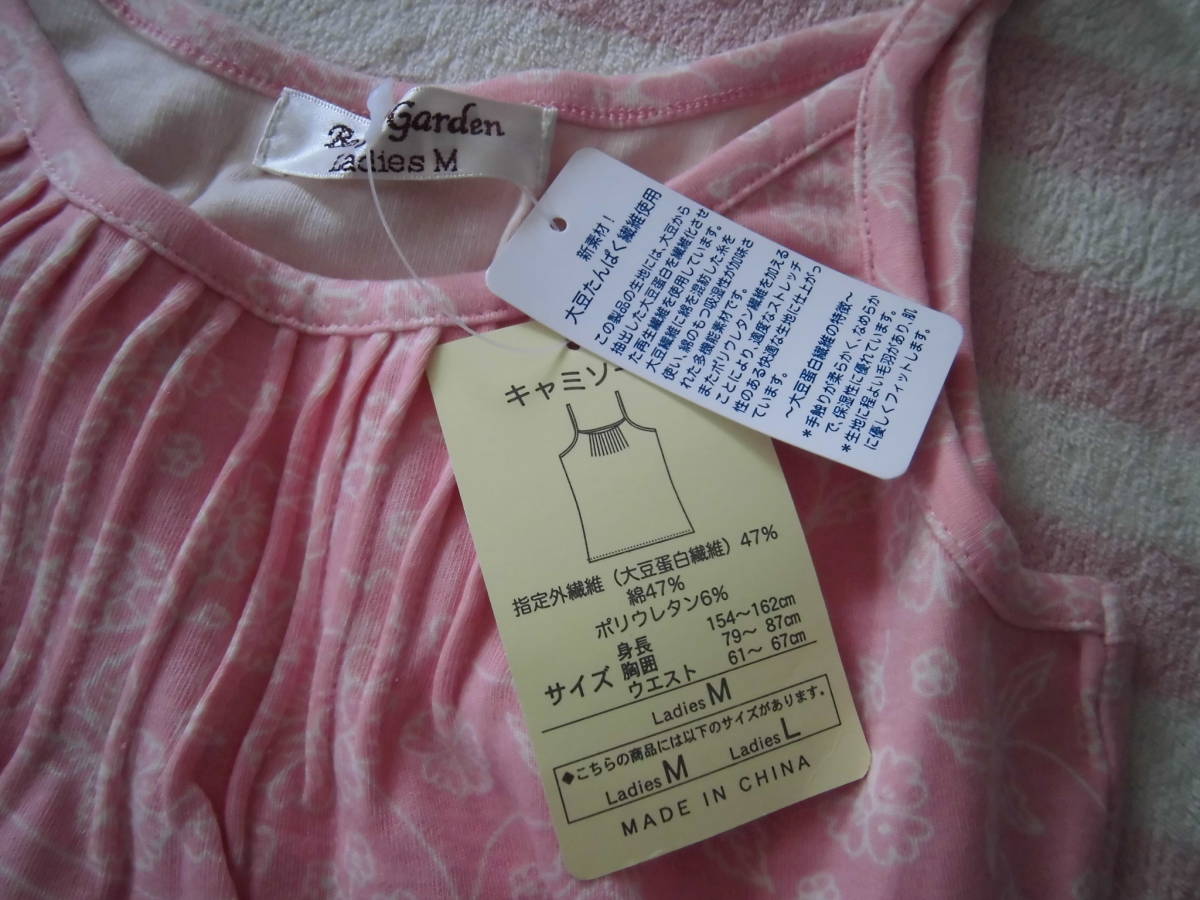 Garden
Ladies M
新素材！
大豆たんぱく繊維使用
この製品の生地には、大豆から
抽出した大豆蛋白を繊維化させ
た再生繊維を使用しています。
大豆繊維に綿を混紡した糸を
使い、綿のもつ吸湿性が加味さ
れた多機能素材です。
またポリウレタン繊維を加える
ことにより、適度なストレッチ
性のある快適な生地に仕上がっ
ています。
～大豆蛋白繊維の特徴～
＊手触りが柔らかく、なめらか
で、保湿性に優れています。
＊生地に程よい毛羽があり、肌
に優しくフィットします。
キャミソー
指定外繊維（大豆蛋白繊維）47%
綿47%
ポリウレタン6%
サイズ 身長 154～162cm
胸囲 79～ 87cm
ウエスト 61～ 67cm
Ladies M
◆こちらの商品には以下のサイズがあります。
Ladies M Ladies L
MADE IN CHINA